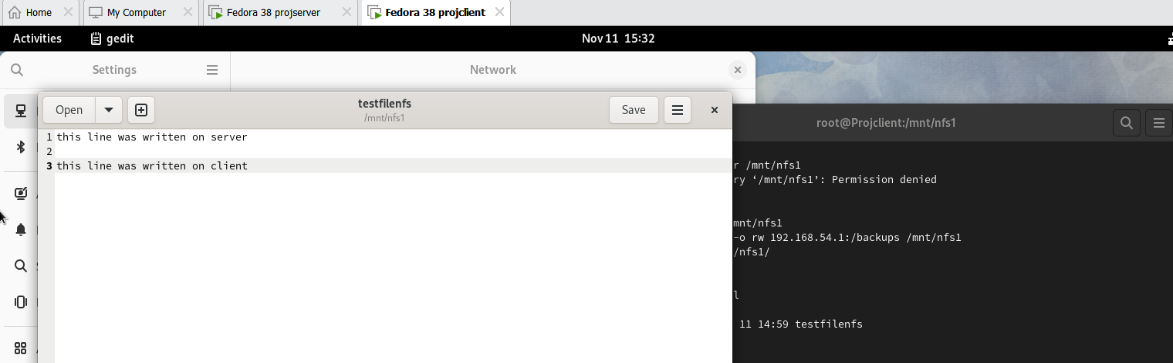 Home
My Computer
Fedora 38 projserver
Fedora 38 projclient
Activities
gedit
Nov 11 15:32
Settings
Network
Open
testfilenfs
/mnt/nfs1
Save
1 this line was written on server
2
3 this line was written on client
root@Projclient:/mnt/nfs1
r /mnt/nfs1
ry ‘/mnt/nfs1’: Permission denied
mnt/nfs1
-o rw 192.168.54.1:/backups /mnt/nfs1
/nfs1/
l
11 14:59 testfilenfs